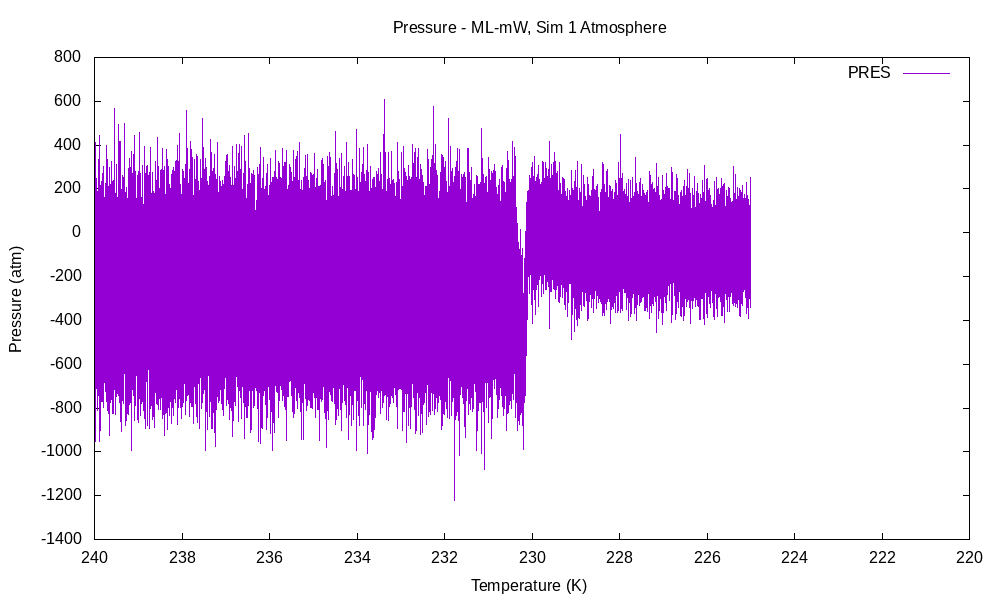 Pressure - ML-mW, Sim 1 Atmosphere
PRES
800
600
400
200
0
-200
-400
-600
-800
-1000
-1200
-1400
Pressure (atm)
240 238 236 234 232 230 228 226 224 222 220
Temperature (K)